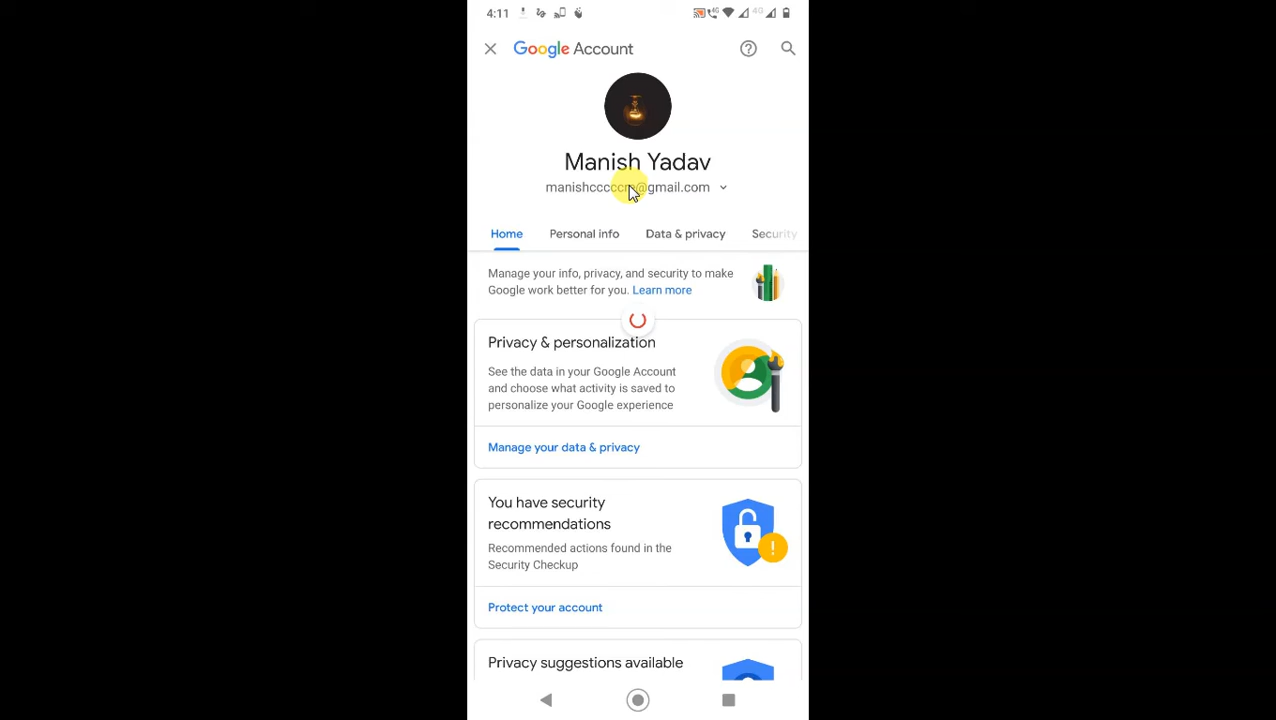 4:11
4G
Google Account
Manish Yadav
Home Personal info Data & privacy Security
Manage your info, privacy, and security to make
Google work better for you. Learn more
Privacy & personalization
See the data in your Google Account
and choose what activity is saved to
personalize your Google experience
Manage your data & privacy
You have security
recommendations
Recommended actions found in the
Security Checkup
Protect your account
Privacy suggestions available